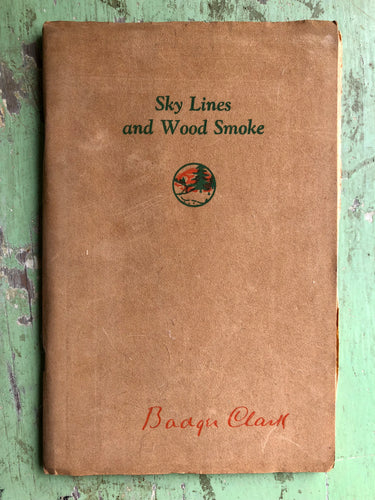 Sky Lines
and Wood Smoke
Badger Clark